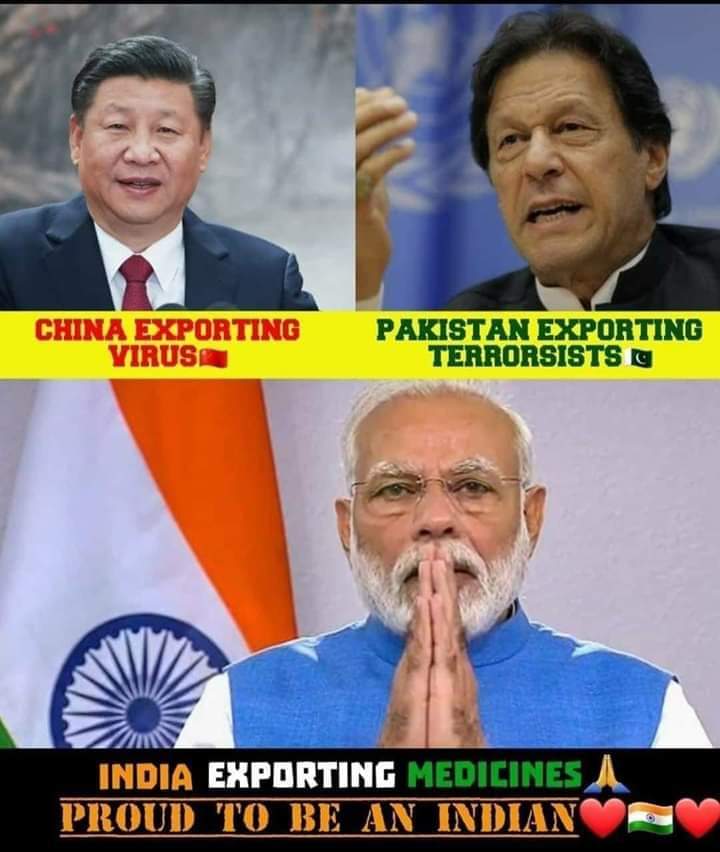 CHINA EXPORTING
VIRUS🇨🇳
PAKISTAN EXPORTING
TERRORSISTS🇵🇰
INDIA EXPORTING MEDICINES🙏
PROUD TO BE AN INDIAN❤️🇮🇳❤️